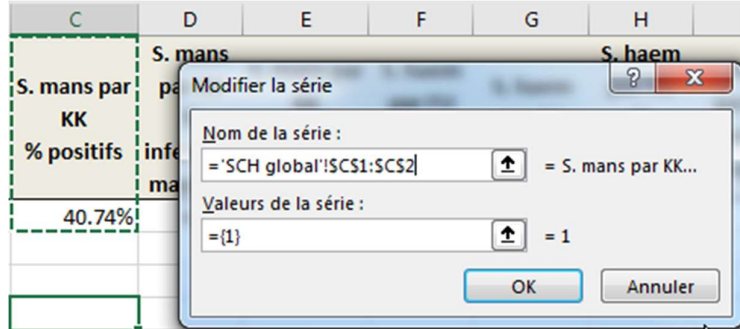 C D E F G H
S. mans par
KK
% positifs
S. mans
pa
infe
ma
S. haem
40.74%
Modifier la série
Nom de la série :
='SCH global'!$C$1:$C$2
= S. mans par KK...
Valeurs de la série :
={1}
= 1
OK
Annuler